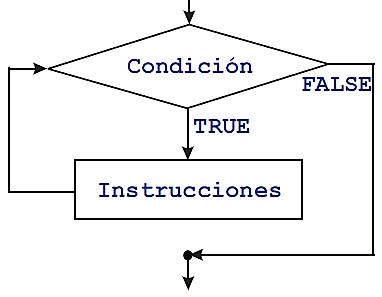 Condición
FALSE
TRUE
Instrucciones